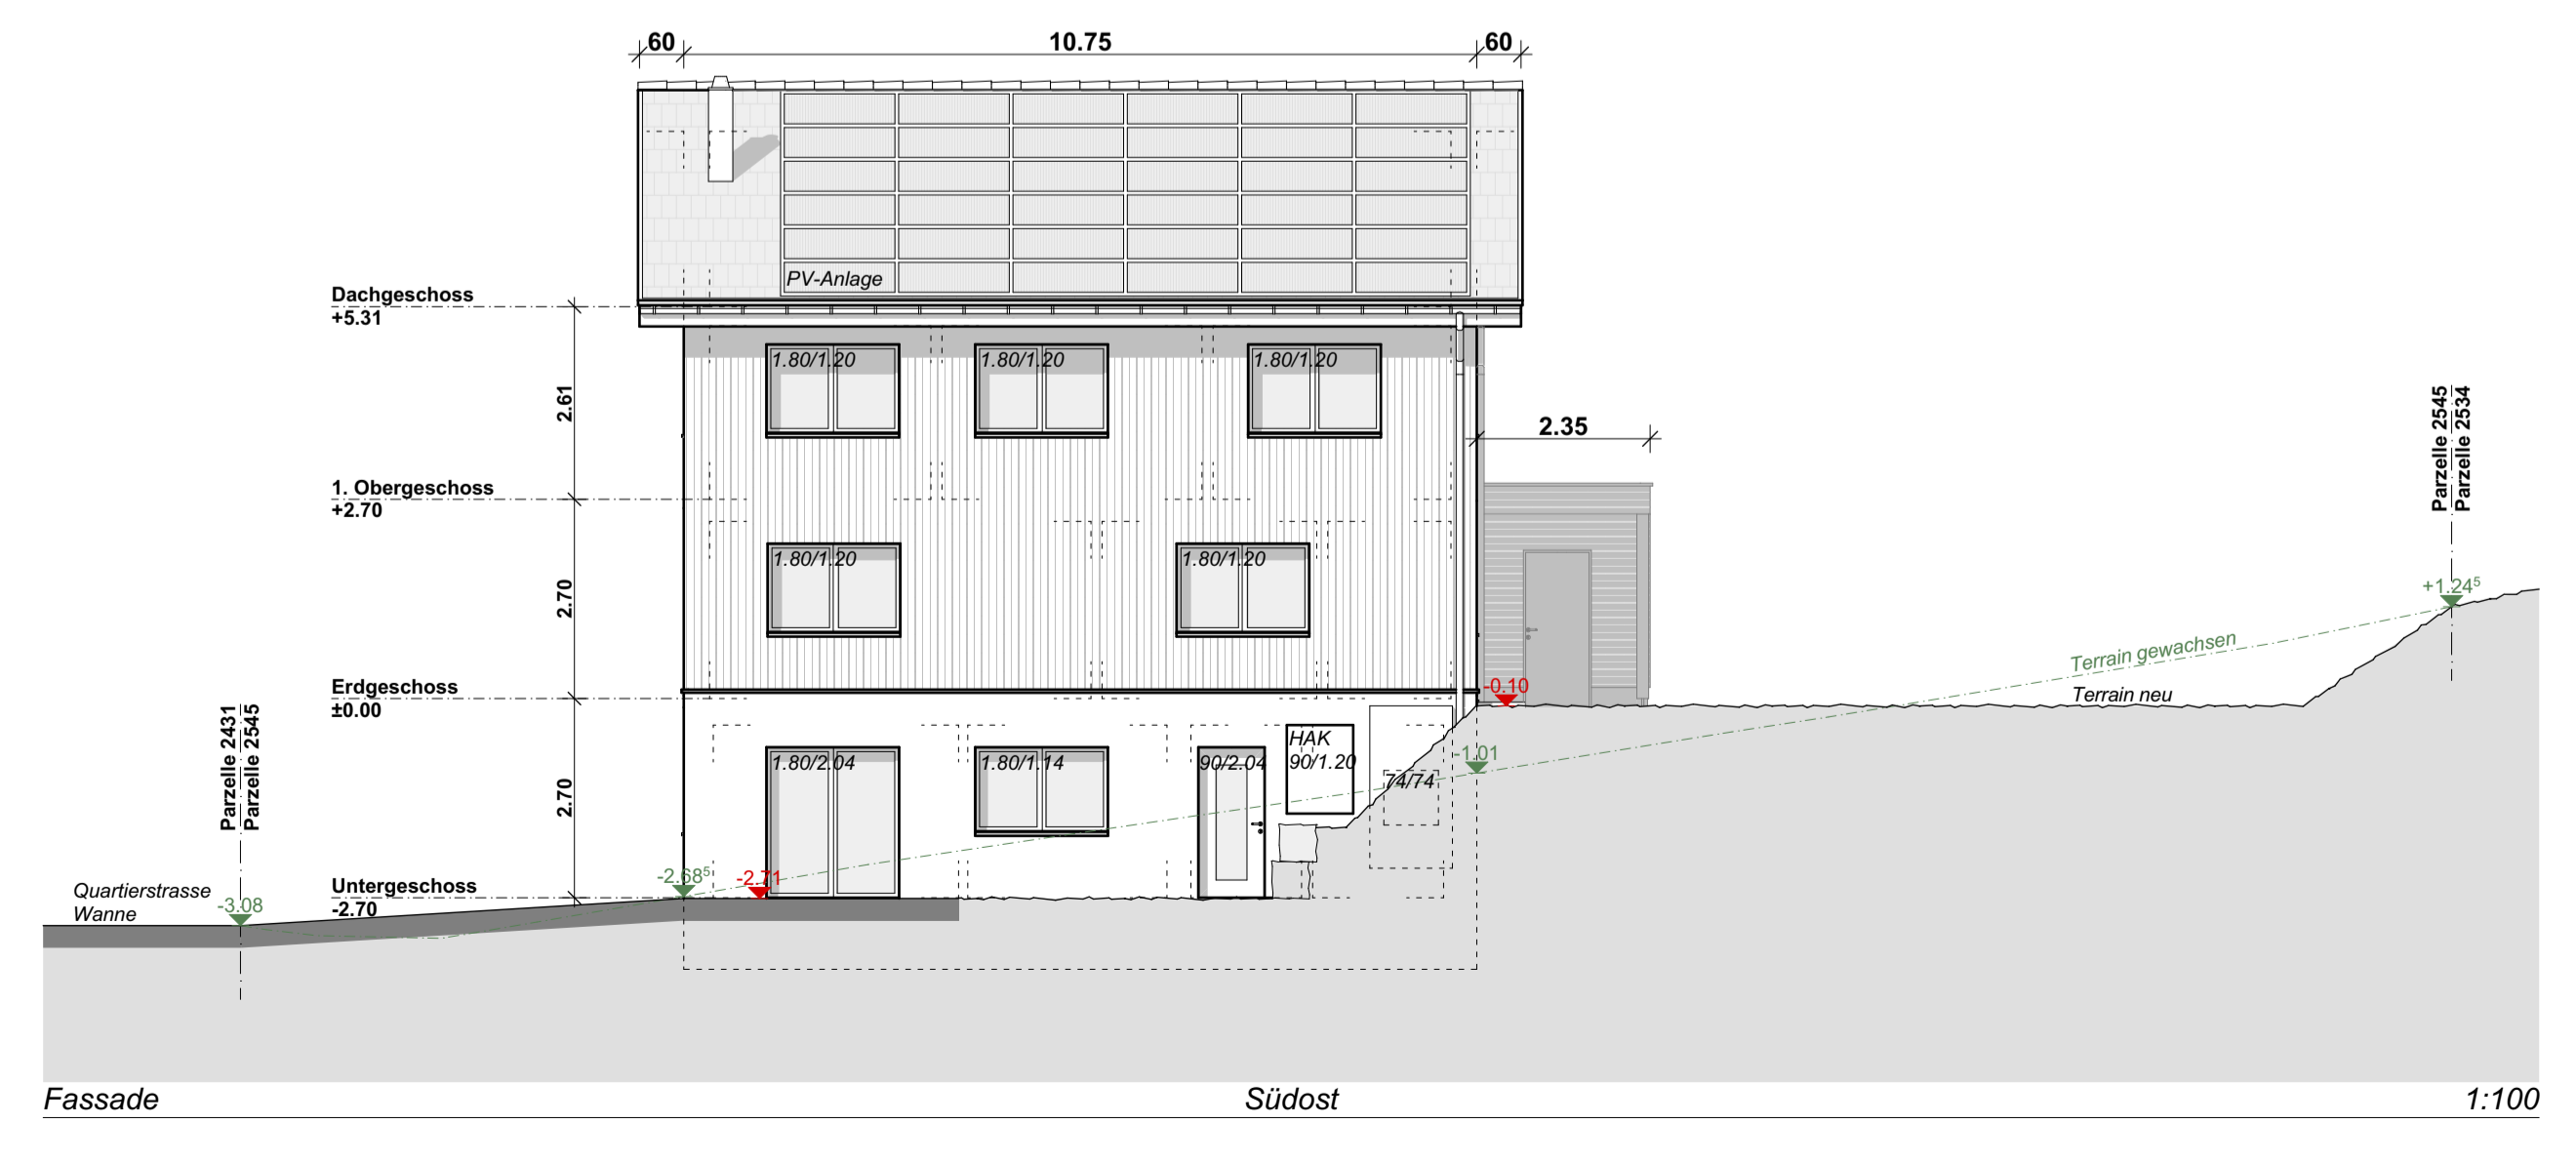 60 10.75 60
PV-Anlage
Dachgeschoss
+5.31
1.80/1.20 1.80/1.20 1.80/1.20
2.61
2.35
Parzelle 2545
Parzelle 2534
1. Obergeschoss
+2.70
1.80/1.20 1.80/1.20
2.70
+1.24⁵
Terrain gewachsen
Erdgeschoss
±0.00
-0.10
Terrain neu
Parzelle 2431
Parzelle 2545
2.70
1.80/2.04 1.80/1.14 90/2.04
HAK
90/1.20
-1.01
74/74
Quartierstrasse
Wanne
-3.08
Untergeschoss
-2.70
-2.68⁵
-2.71
Fassade Südost 1:100